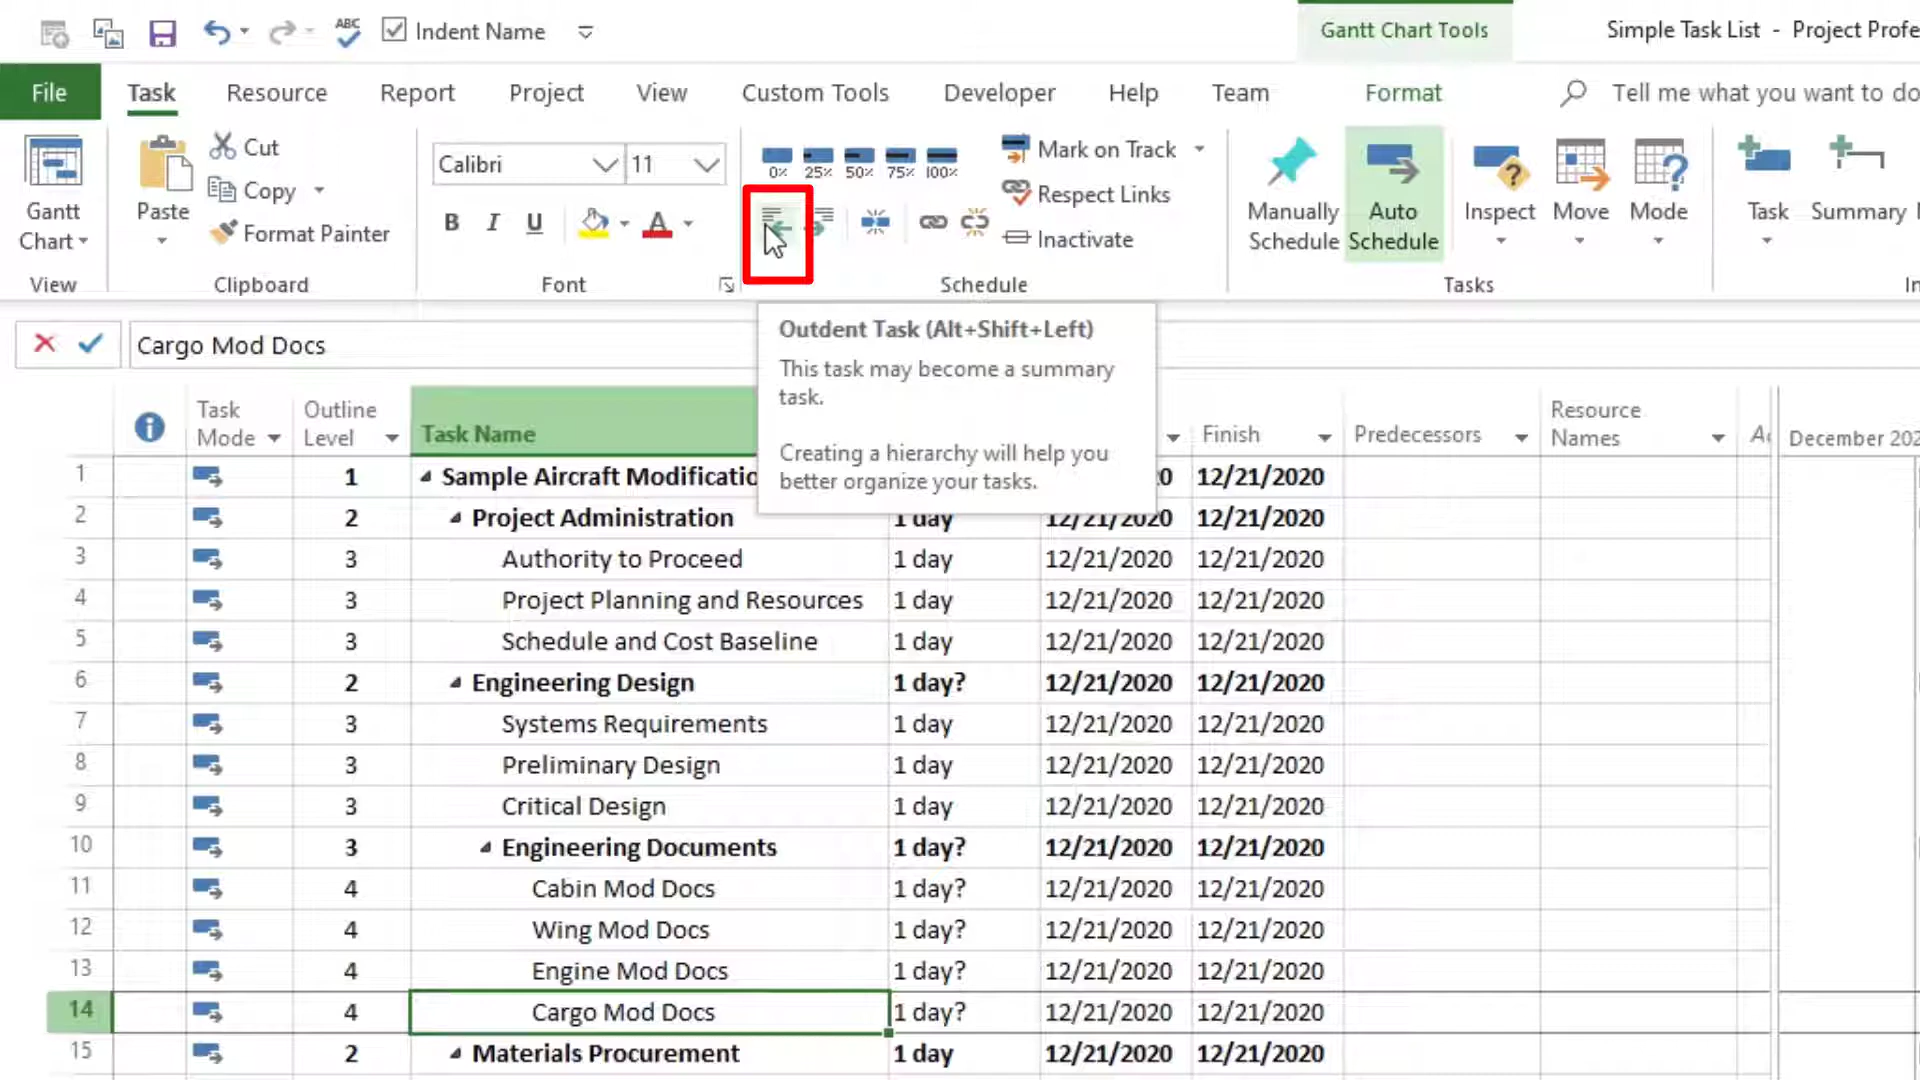 ABC Indent Name Gantt Chart Tools Simple Task List - Project Profe
File Task Resource Report Project View Custom Tools Developer Help Team Format Tell me what you want to do
Gantt Chart
View
Paste
Cut
Copy
Format Painter
Clipboard
Calibri 11
B I U A
Font
0% 25% 50% 75% 100%
Mark on Track
Respect Links
Inactivate
Schedule
Manually Schedule
Auto Schedule
Inspect
Move
Mode
Tasks
Task
Summary
In
Cargo Mod Docs
Outdent Task (Alt+Shift+Left)
This task may become a summary
task.
Creating a hierarchy will help you
better organize your tasks.
Task Mode Outline Level Task Name Finish Predecessors Resource Names December 202
1 1 Sample Aircraft Modificatio 0 12/21/2020
2 2 Project Administration 1 day 12/21/2020 12/21/2020
3 3 Authority to Proceed 1 day 12/21/2020 12/21/2020
4 3 Project Planning and Resources 1 day 12/21/2020 12/21/2020
5 3 Schedule and Cost Baseline 1 day 12/21/2020 12/21/2020
6 2 Engineering Design 1 day? 12/21/2020 12/21/2020
7 3 Systems Requirements 1 day 12/21/2020 12/21/2020
8 3 Preliminary Design 1 day 12/21/2020 12/21/2020
9 3 Critical Design 1 day 12/21/2020 12/21/2020
10 3 Engineering Documents 1 day? 12/21/2020 12/21/2020
11 4 Cabin Mod Docs 1 day? 12/21/2020 12/21/2020
12 4 Wing Mod Docs 1 day? 12/21/2020 12/21/2020
13 4 Engine Mod Docs 1 day? 12/21/2020 12/21/2020
14 4 Cargo Mod Docs 1 day? 12/21/2020 12/21/2020
15 2 Materials Procurement 1 day 12/21/2020 12/21/2020